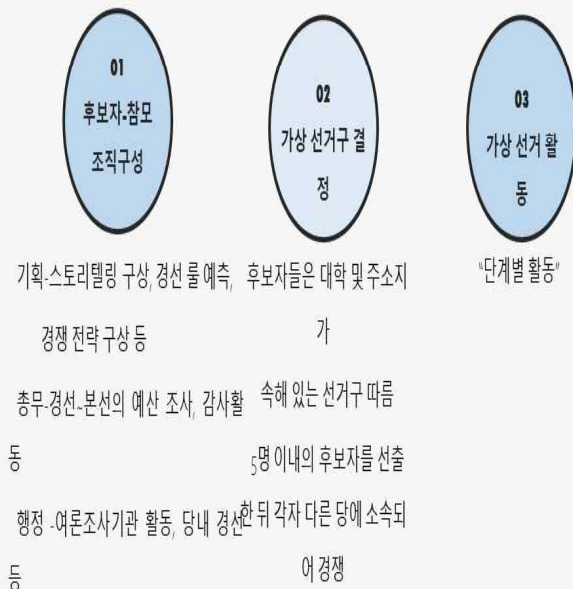 01
후보자·참모
조직구성
기획-스토리텔링 구상, 경선 룰 예측,
경쟁 전략 구상 등
총무-경선~본선의 예산 조사, 감사활
동
행정 -여론조사기관 활동, 당내 경선
등
02
가상 선거구 결
정
후보자들은 대학 및 주소지
가
속해 있는 선거구 따름
5명 이내의 후보자를 선출
한 뒤 각자 다른 당에 소속되
어 경쟁
03
가상 선거 활
동
“단계별 활동”